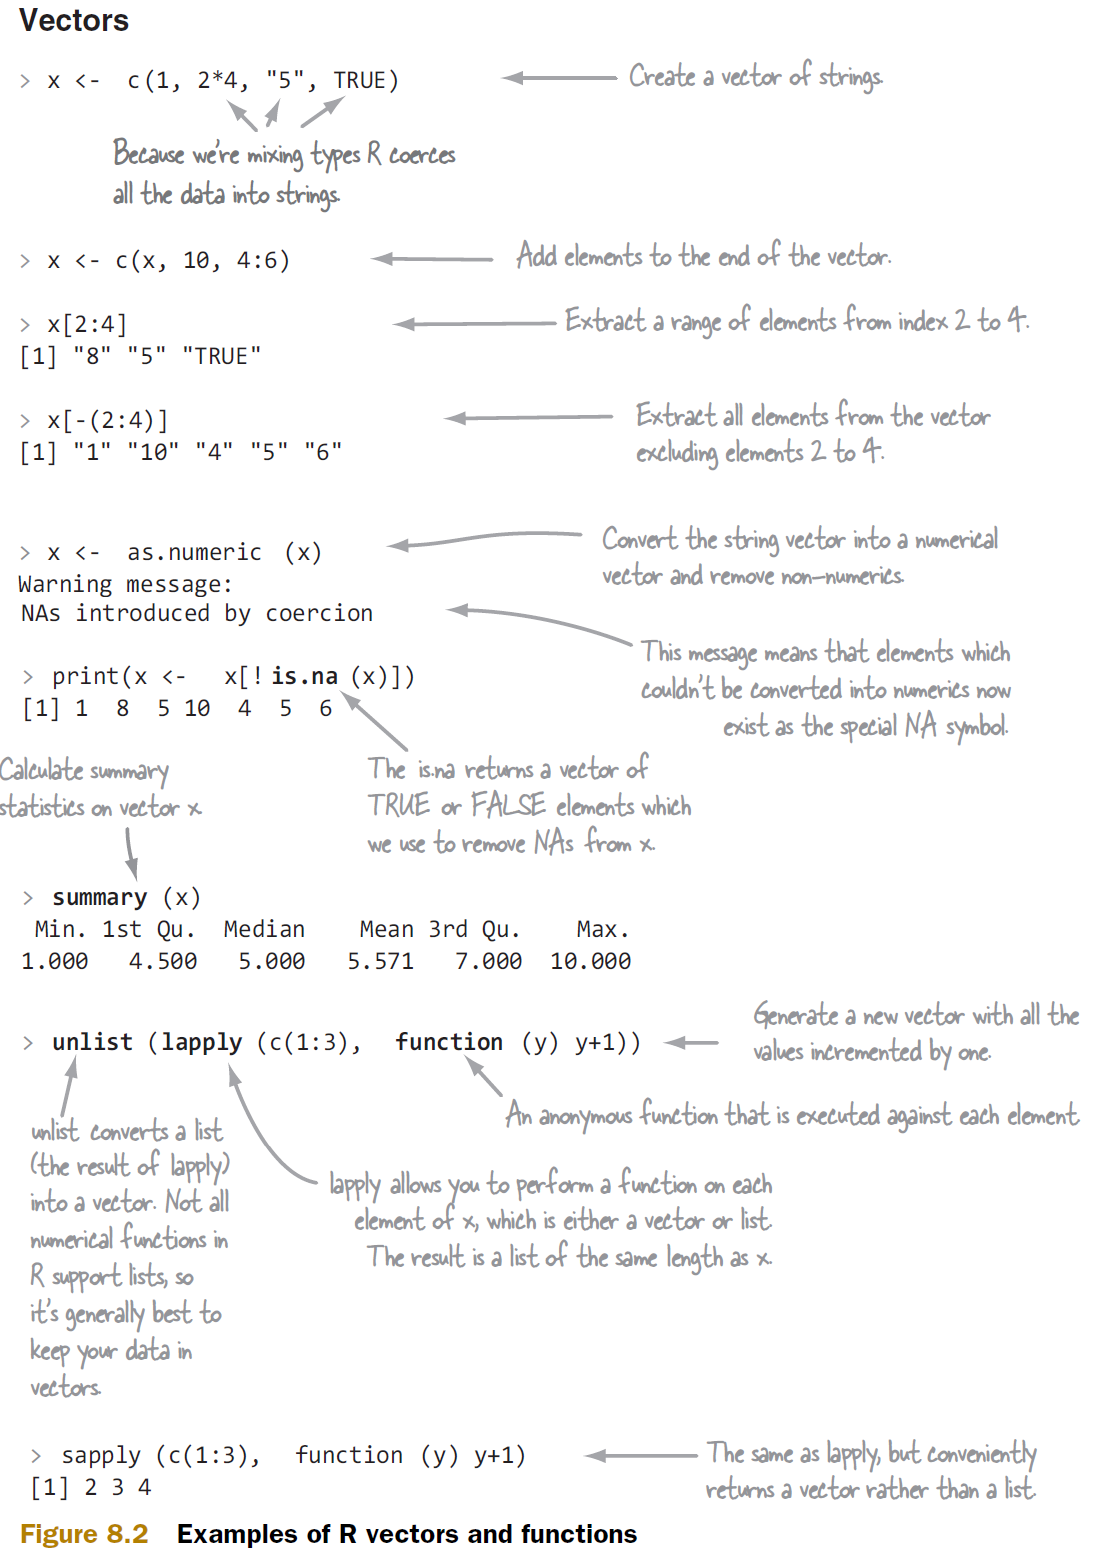 Vectors
> x <- c(1, 2*4, "5", TRUE)
Create a vector of strings.
Because we're mixing types R coerces
all the data into strings.
> x <- c(x, 10, 4:6)
Add elements to the end of the vector.
> x[2:4]
Extract a range of elements from index 2 to 4.
[1] "8" "5" "TRUE"
> x[-(2:4)]
Extract all elements from the vector
excluding elements 2 to 4.
[1] "1" "10" "4" "5" "6"
> x <- as.numeric (x)
Convert the string vector into a numerical
vector and remove non-numerics.
Warning message:
NAs introduced by coercion
This message means that elements which
couldn't be converted into numerics now
exist as the special NA symbol.
> print(x <- x[! is.na (x)])
[1] 1 8 5 10 4 5 6
Calculate summary
statistics on vector x
The is.na returns a vector of
TRUE or FALSE elements which
we use to remove NAs from x.
> summary (x)
Min. 1st Qu. Median Mean 3rd Qu. Max.
1.000 4.500 5.000 5.571 7.000 10.000
> unlist (lapply (c(1:3), function (y) y+1))
Generate a new vector with all the
values incremented by one.
An anonymous function that is executed against each element
unlist converts a list
(the result of lapply)
into a vector. Not all
numerical functions in
R support lists, so
it's generally best to
keep your data in
vectors.
lapply allows you to perform a function on each
element of x, which is either a vector or list.
The result is a list of the same length as x.
> sapply (c(1:3), function (y) y+1)
The same as lapply, but conveniently
returns a vector rather than a list.
[1] 2 3 4
Figure 8.2 Examples of R vectors and functions